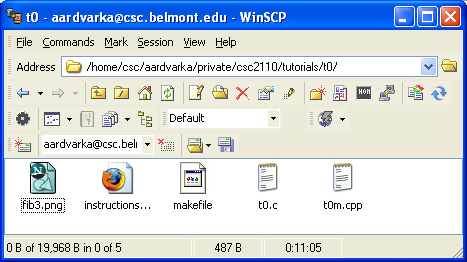 t0 - aardvarka@csc.belmont.edu - WinSCP
File Commands Mark Session View Help
Address /home/csc/aardvarka/private/csc2110/tutorials/t0/
Default
aardvarka@csc.beli
fib3.png instructions... makefile t0.c t0m.cpp
0 B of 19,968 B in 0 of 5 487 B 0:11:05